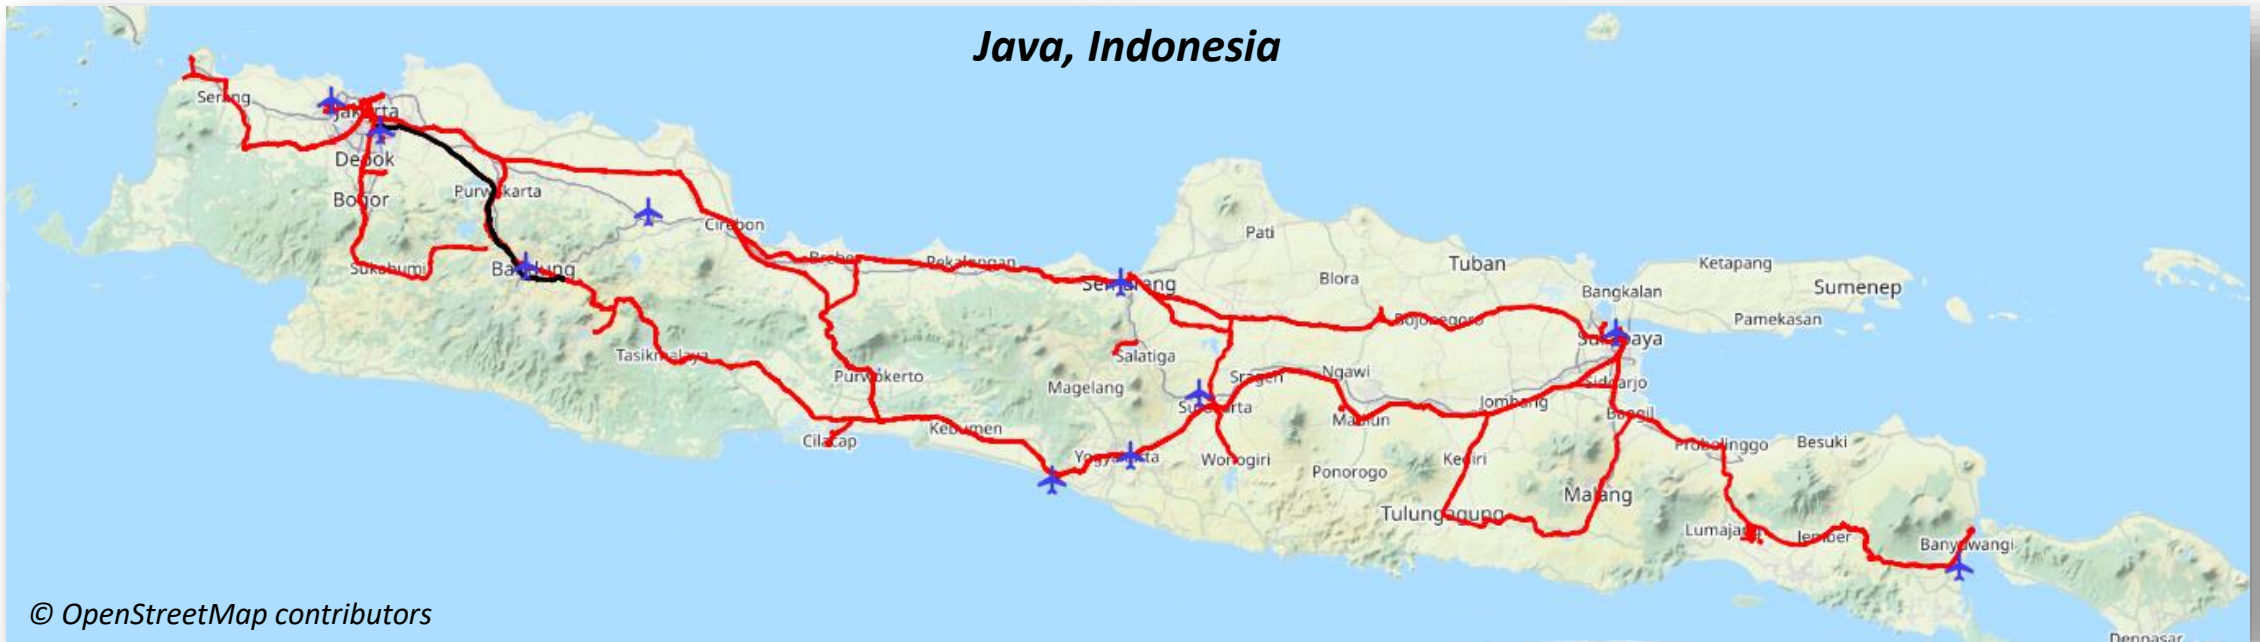 Java, Indonesia
Serang
Jakarta
Depok
Bogor
Purwakarta
Sukabumi
Bandung
Cirebon
Brebes
Pekalongan
Tasikmalaya
Purwokerto
Cilacap
Kebumen
Semarang
Salatiga
Magelang
Yogyakarta
Pati
Blora
Tuban
Bojonegoro
Sragen
Ngawi
Surakarta
Madiun
Wonogiri
Ponorogo
Jombang
Kediri
Tulungagung
Bangkalan
Ketapang
Sumenep
Pamekasan
Surabaya
Sidoarjo
Bangil
Malang
Probolinggo
Besuki
Lumajang
Jember
Banyuwangi
Denpasar
© OpenStreetMap contributors